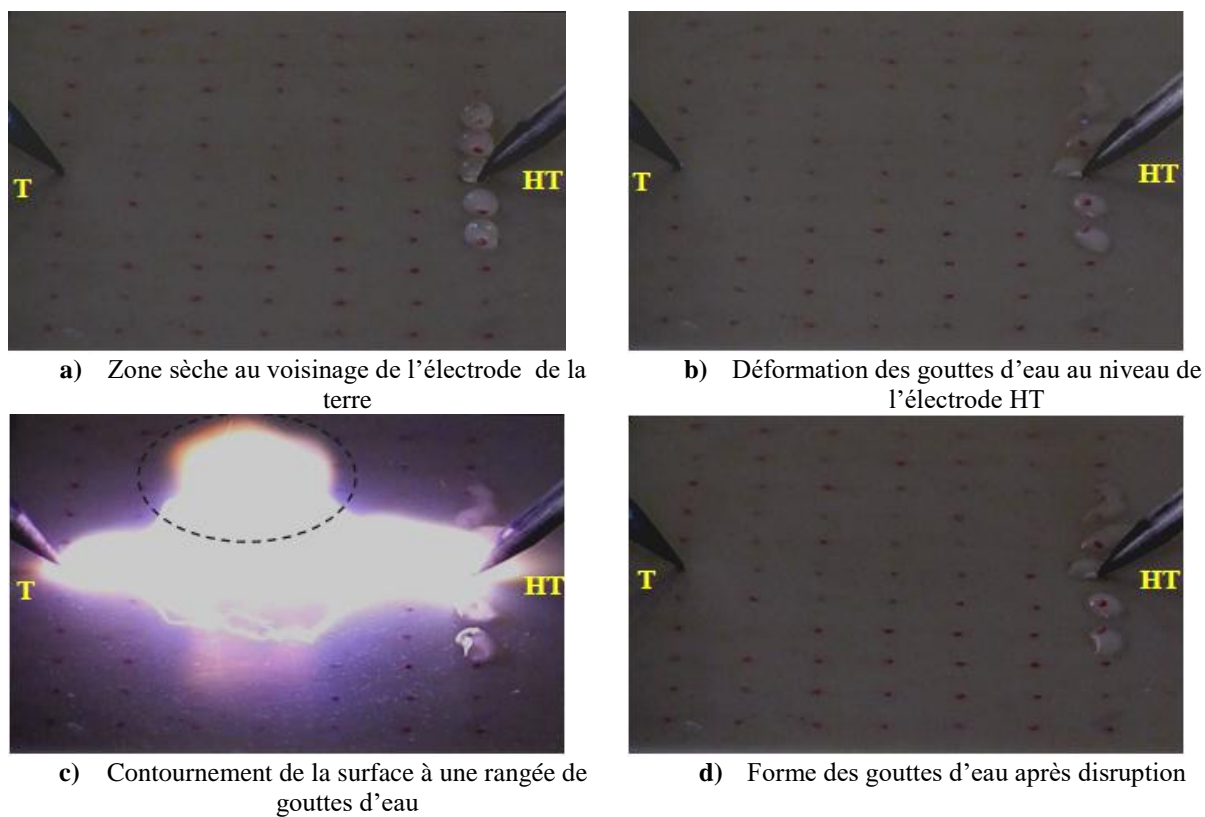 T
HT
T
HT
a) Zone sèche au voisinage de l'électrode de la
terre
b) Déformation des gouttes d'eau au niveau de
l'électrode HT
T
HT
T
HT
c) Contournement de la surface à une rangée de
gouttes d'eau
d) Forme des gouttes d'eau après disruption